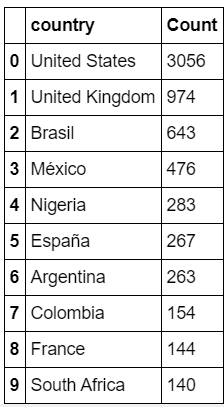 country Count
0 United States 3056
1 United Kingdom 974
2 Brasil 643
3 México 476
4 Nigeria 283
5 España 267
6 Argentina 263
7 Colombia 154
8 France 144
9 South Africa 140